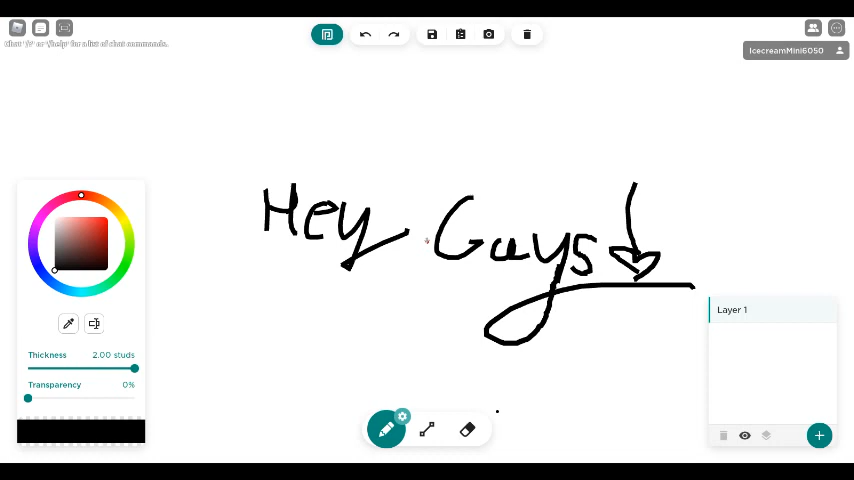 Chat '/?' or '/help' for a list of chat commands.
IcecreamMini6050
Hey Guys!
Thickness 2.00 studs
Transparency 0%
Layer 1